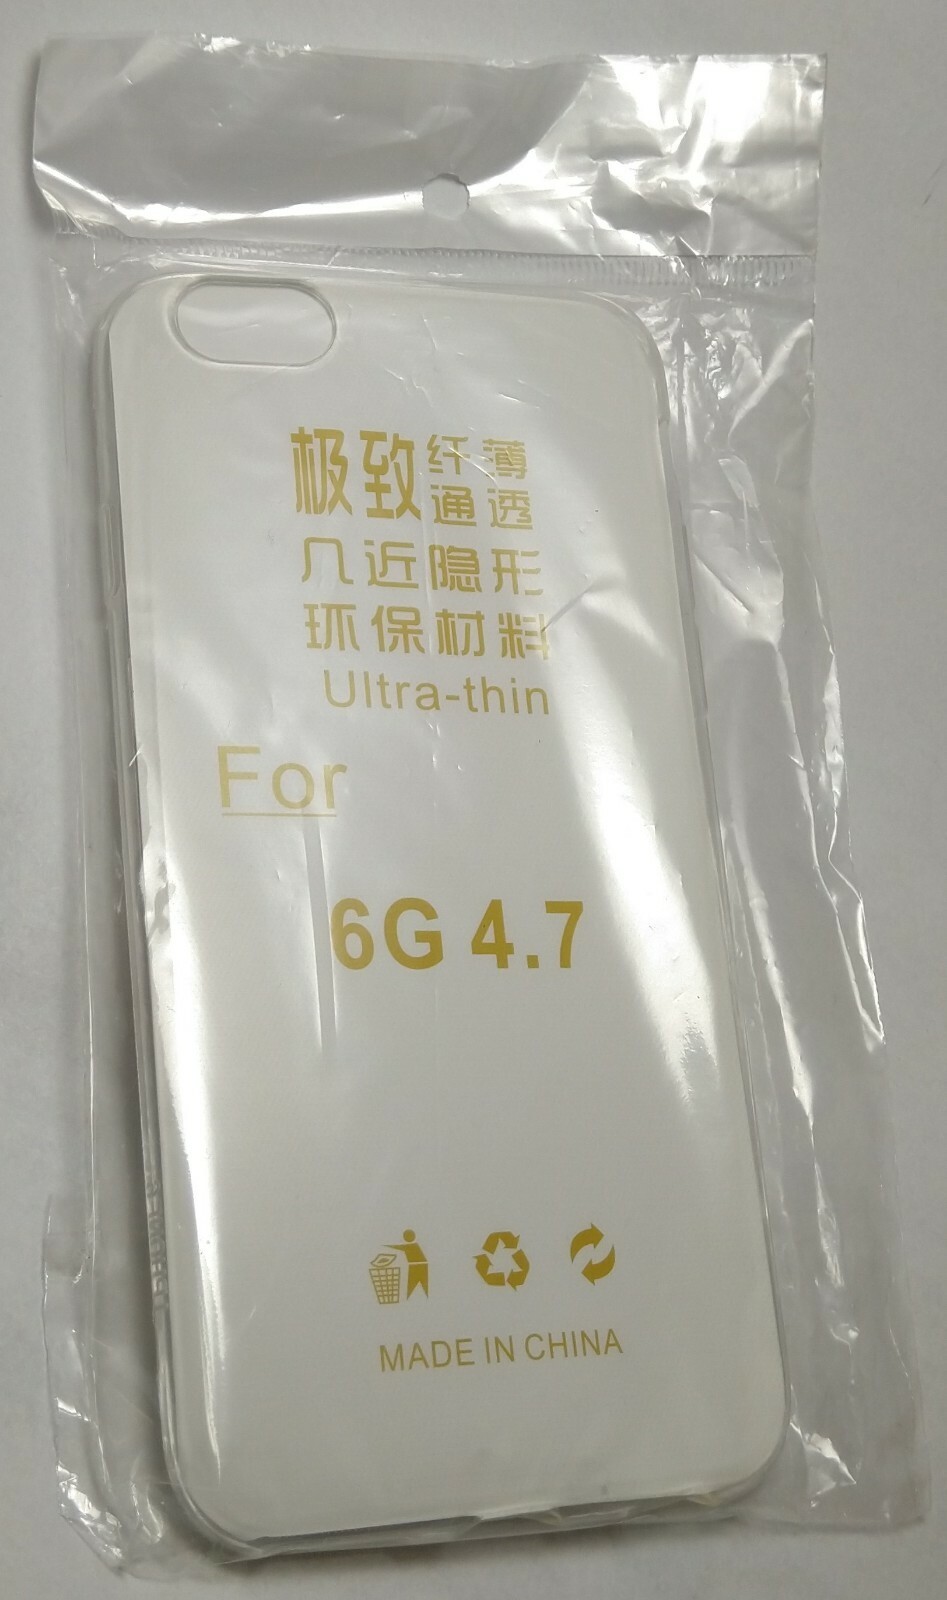 极致纤薄
通透
几近隐形
环保材料
Ultra-thin
For
6G 4.7
MADE IN CHINA